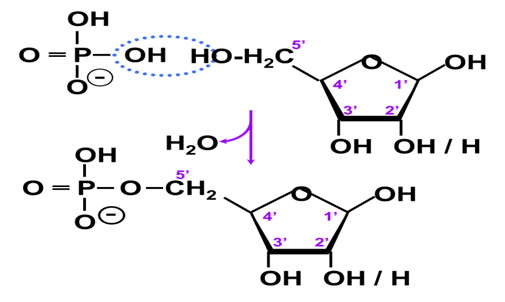 OH
O = P – OH HO-H₂C 5' O OH
O ⊖ 4' 1'
3' 2'
OH OH / H
H₂O
OH 5'
O = P – O – CH₂ O OH
O ⊖ 4' 1'
3' 2'
OH OH / H